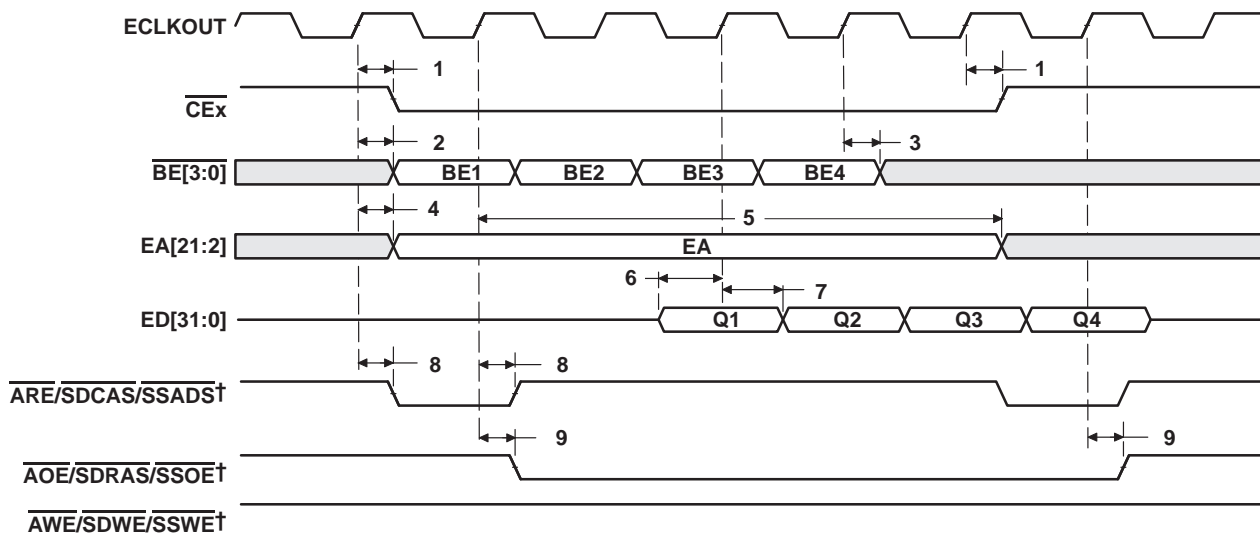 ECLKOUT
1 1
CEx
2 3
BE[3:0] BE1 BE2 BE3 BE4
4 5
EA[21:2] EA
6 7
ED[31:0] Q1 Q2 Q3 Q4
8 8
ARE/SDCAS/SSADS†
9 9
AOE/SDRAS/SSOE†
AWE/SDWE/SSWE†